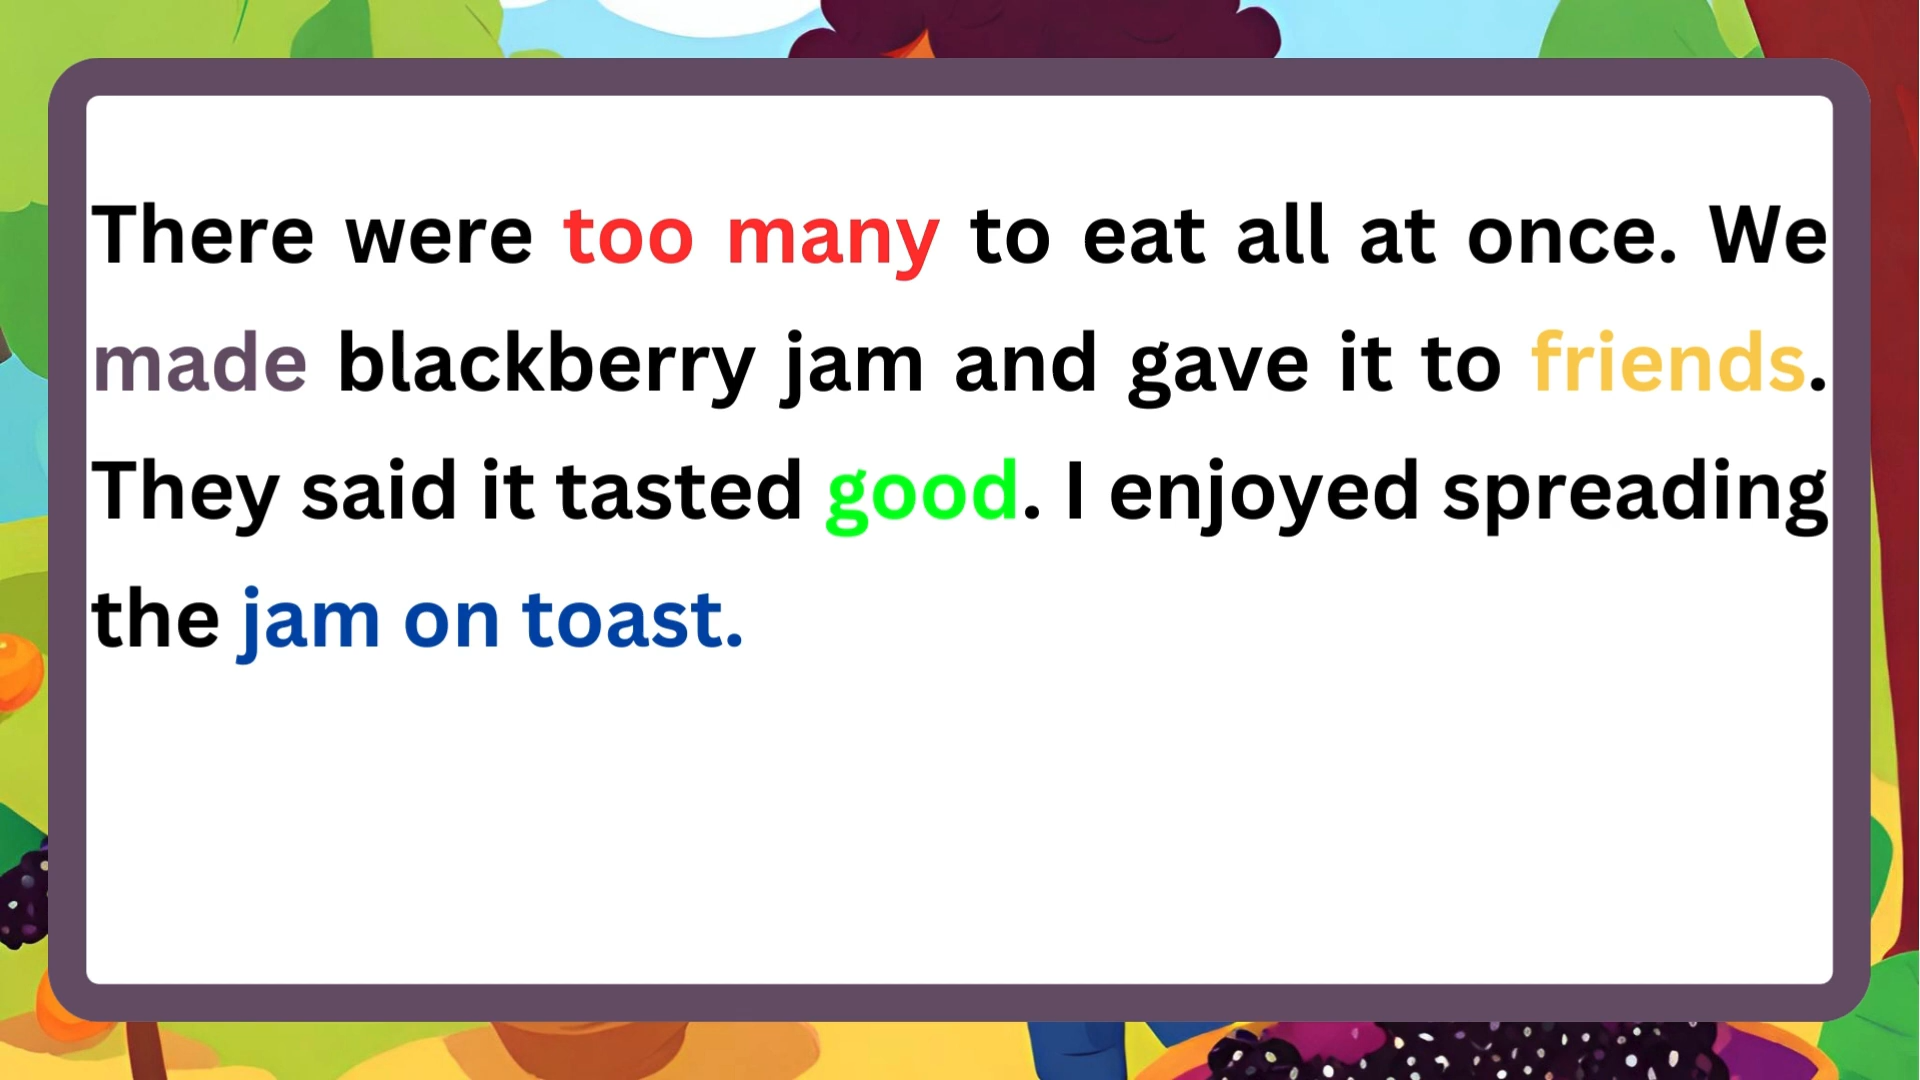 There were too many to eat all at once. We
made blackberry jam and gave it to friends.
They said it tasted good. I enjoyed spreading
the jam on toast.